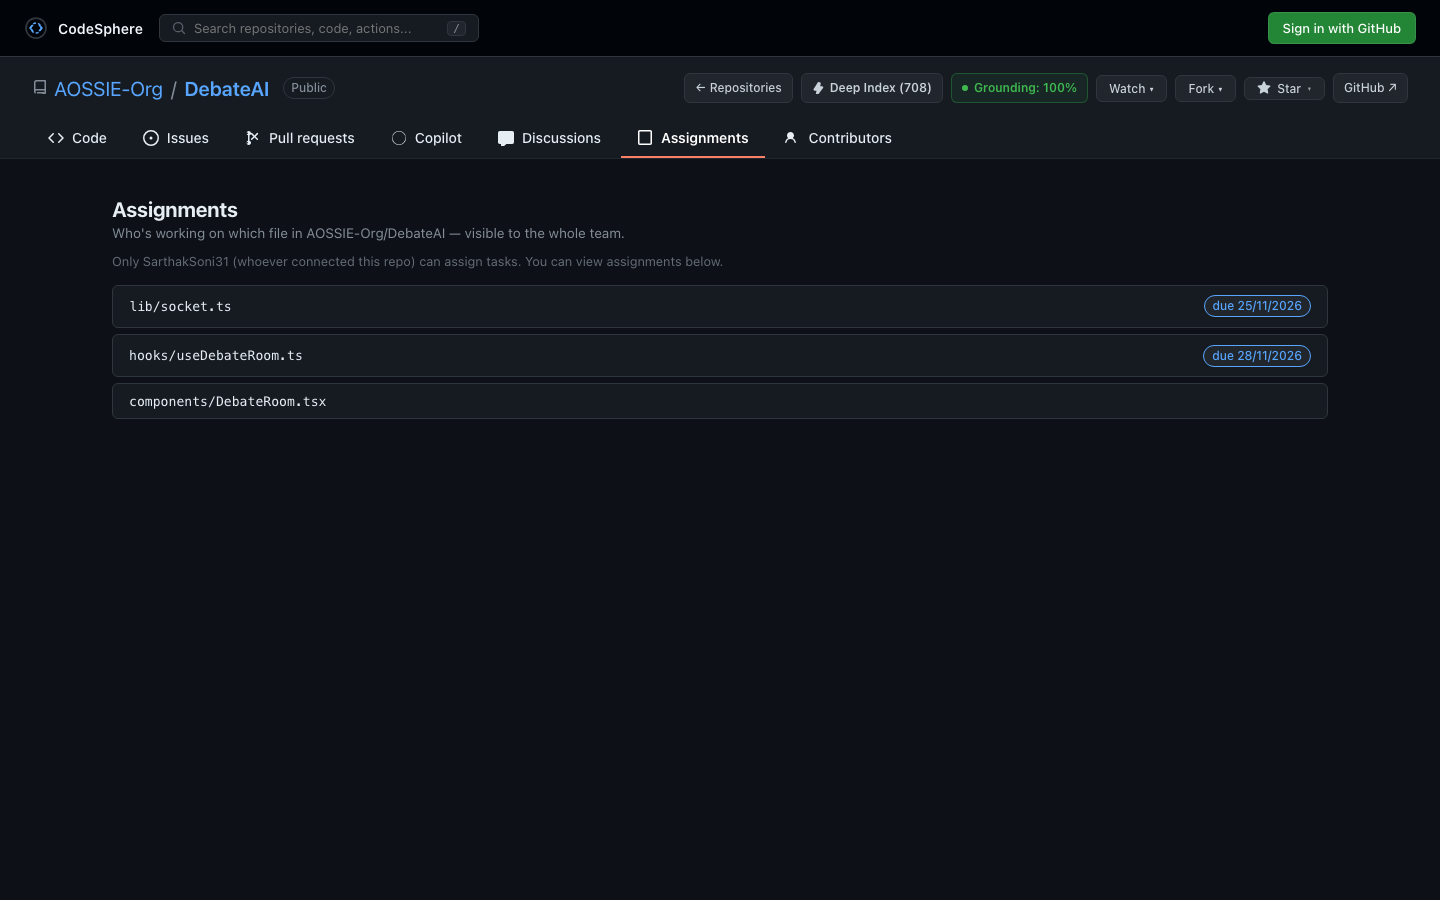 CodeSphere
Search repositories, code, actions... /
Sign in with GitHub
AOSSIE-Org / DebateAI Public
← Repositories
Deep Index (708)
Grounding: 100%
Watch ▾
Fork ▾
Star ▾
GitHub ↗
Code
Issues
Pull requests
Copilot
Discussions
Assignments
Contributors
Assignments
Who's working on which file in AOSSIE-Org/DebateAI — visible to the whole team.
Only SarthakSoni31 (whoever connected this repo) can assign tasks. You can view assignments below.
lib/socket.ts due 25/11/2026
hooks/useDebateRoom.ts due 28/11/2026
components/DebateRoom.tsx